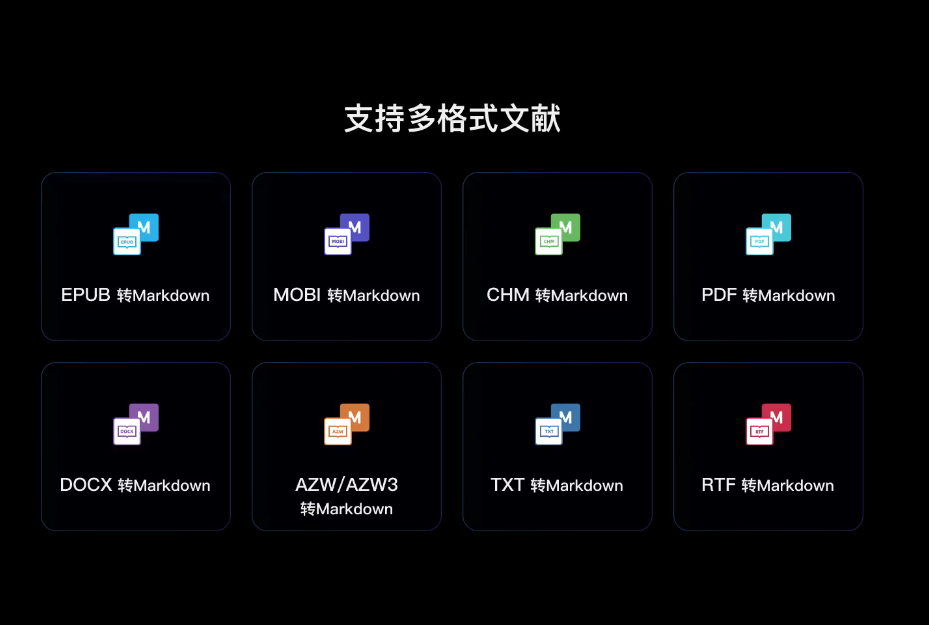 支持多格式文献
M
EPUB
EPUB 转Markdown
M
MOBI
MOBI 转Markdown
M
CHM
CHM 转Markdown
M
PDF
PDF 转Markdown
M
DOCX
DOCX 转Markdown
M
AZW
AZW/AZW3
转Markdown
M
TXT
TXT 转Markdown
M
RTF
RTF 转Markdown